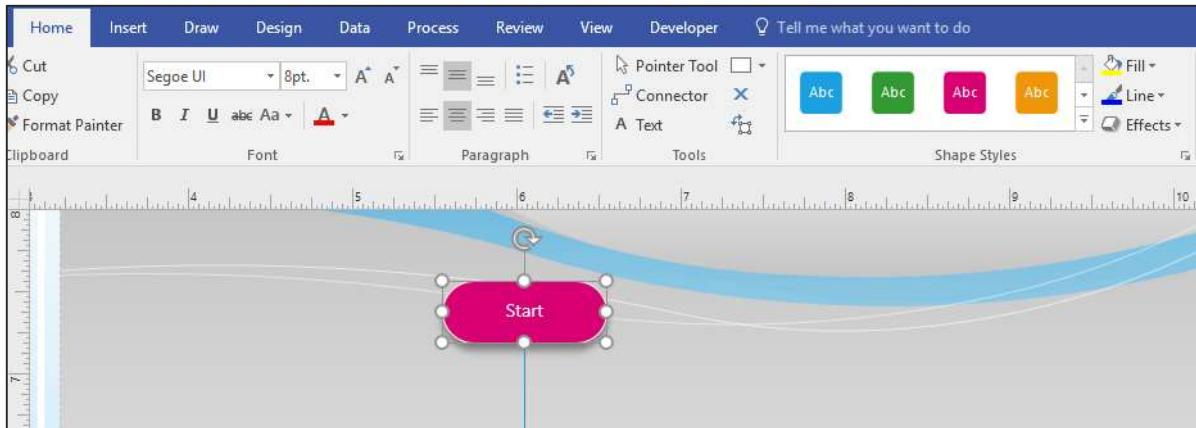 Home Insert Draw Design Data Process Review View Developer Tell me what you want to do
Cut
Copy
Format Painter
Clipboard
Segoe UI 8pt. A A
B I U abc Aa A
Font
A
Paragraph
Pointer Tool
Connector
A Text
Tools
Abc Abc Abc Abc
Shape Styles
Fill
Line
Effects
4 5 6 7 8 9 10
8
Start
7